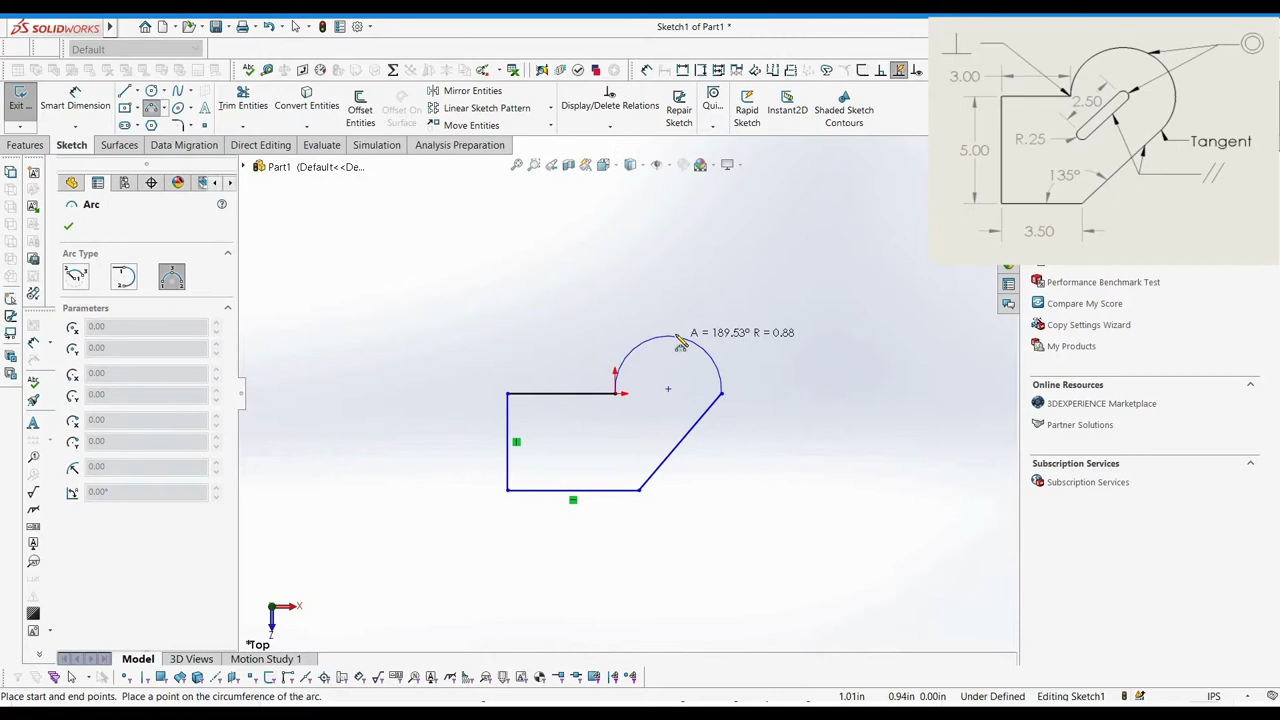 SOLIDWORKS
Sketch1 of Part1 *
Default
Exit ...
Smart Dimension
Trim Entities
Convert Entities
Offset Entities
Offset On Surface
Mirror Entities
Linear Sketch Pattern
Move Entities
Display/Delete Relations
Repair Sketch
Qui...
Rapid Sketch
Instant2D
Shaded Sketch Contours
Features
Sketch
Surfaces
Data Migration
Direct Editing
Evaluate
Simulation
Analysis Preparation
Part1 (Default<<De...
Arc
Arc Type
Parameters
0.00
0.00
0.00
0.00
0.00
0.00
0.00
0.00°
A = 189.53° R = 0.88
3.00
2.50
R.25
5.00
Tangent
135°
3.50
Performance Benchmark Test
Compare My Score
Copy Settings Wizard
My Products
Online Resources
3DEXPERIENCE Marketplace
Partner Solutions
Subscription Services
Subscription Services
X
Z
*Top
Model
3D Views
Motion Study 1
Place start and end points. Place a point on the circumference of the arc.
1.01in
0.94in 0.00in
Under Defined
Editing Sketch1
IPS